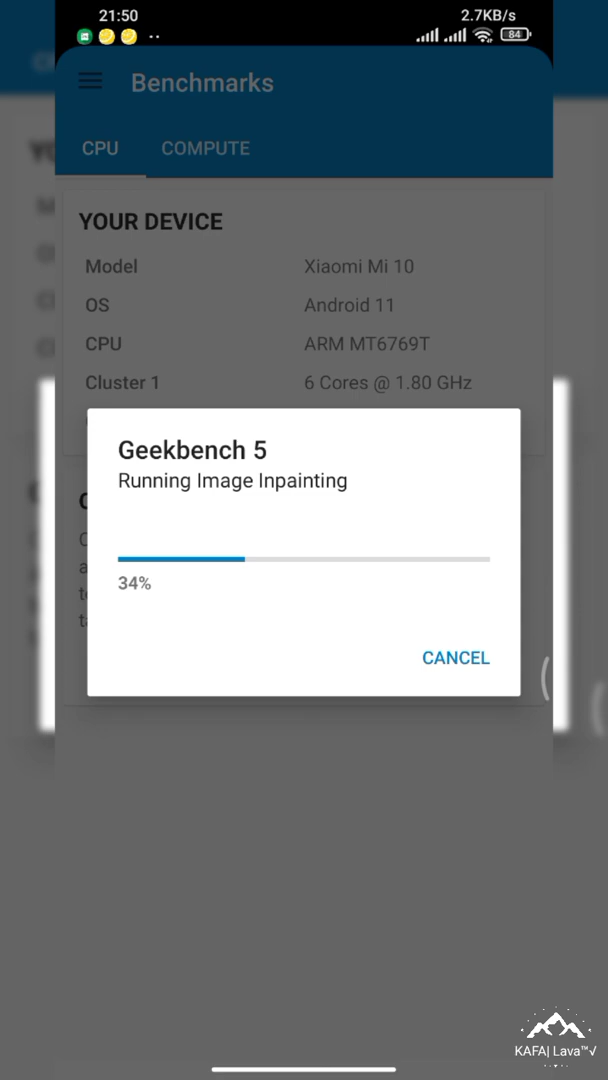 21:50
2.7KB/s
84
Benchmarks
CPU
COMPUTE
YOUR DEVICE
Model
Xiaomi Mi 10
OS
Android 11
CPU
ARM MT6769T
Cluster 1
6 Cores @ 1.80 GHz
Geekbench 5
Running Image Inpainting
34%
CANCEL
KAFA| Lava™√